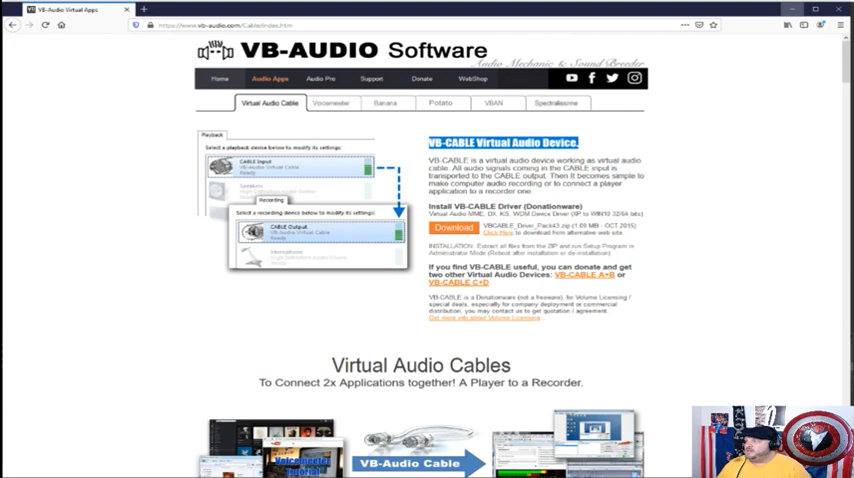 VB-Audio Virtual Apps
https://www.vb-audio.com/Cable/index.htm
VB-AUDIO Software
Audio Mechanic & Sound Breeder
Home Audio Apps Audio Pro Support Donate WebShop
Virtual Audio Cable Voicemeeter Banana Potato VBAN Spectralissime
Playback
Select a playback device below to modify its settings:
CABLE Input
VB-Audio Virtual Cable
Ready
Speakers
High Definition Audio Device
Ready
Recording
Select a recording device below to modify its settings:
CABLE Output
VB-Audio Virtual Cable
Ready
Microphone
High Definition Audio Device
VB-CABLE Virtual Audio Device.
VB-CABLE is a virtual audio device working as virtual audio
cable. All audio signals coming in the CABLE input is
transported to the CABLE output. Then it becomes simple to
make computer audio recording or to connect a player
application to a recorder one.
Install VB-CABLE Driver (Donationware)
Virtual Audio MME, DX, KS, WDM Device Driver (XP to WIN10 32/64 bits)
Download
VBCABLE_Driver_Pack43.zip (1.09 MB - OCT 2015)
Click Here to download from alternative web site
INSTALLATION: Extract all files from the ZIP and run Setup Program in
Administrator Mode (Reboot after installation or de-installation)
If you find VB-CABLE useful, you can donate and get
two other Virtual Audio Devices: VB-CABLE A+B or
VB-CABLE C+D
VB-CABLE is a Donationware (not a freeware), for Volume Licensing /
special deals, especially for company deployment or commercial
distribution, you may contact us to get quotation / agreement
Get more info about Volume Licensing...
Virtual Audio Cables
To Connect 2x Applications together! A Player to a Recorder.
Voicemeeter
Tutorial
VB-Audio Cable